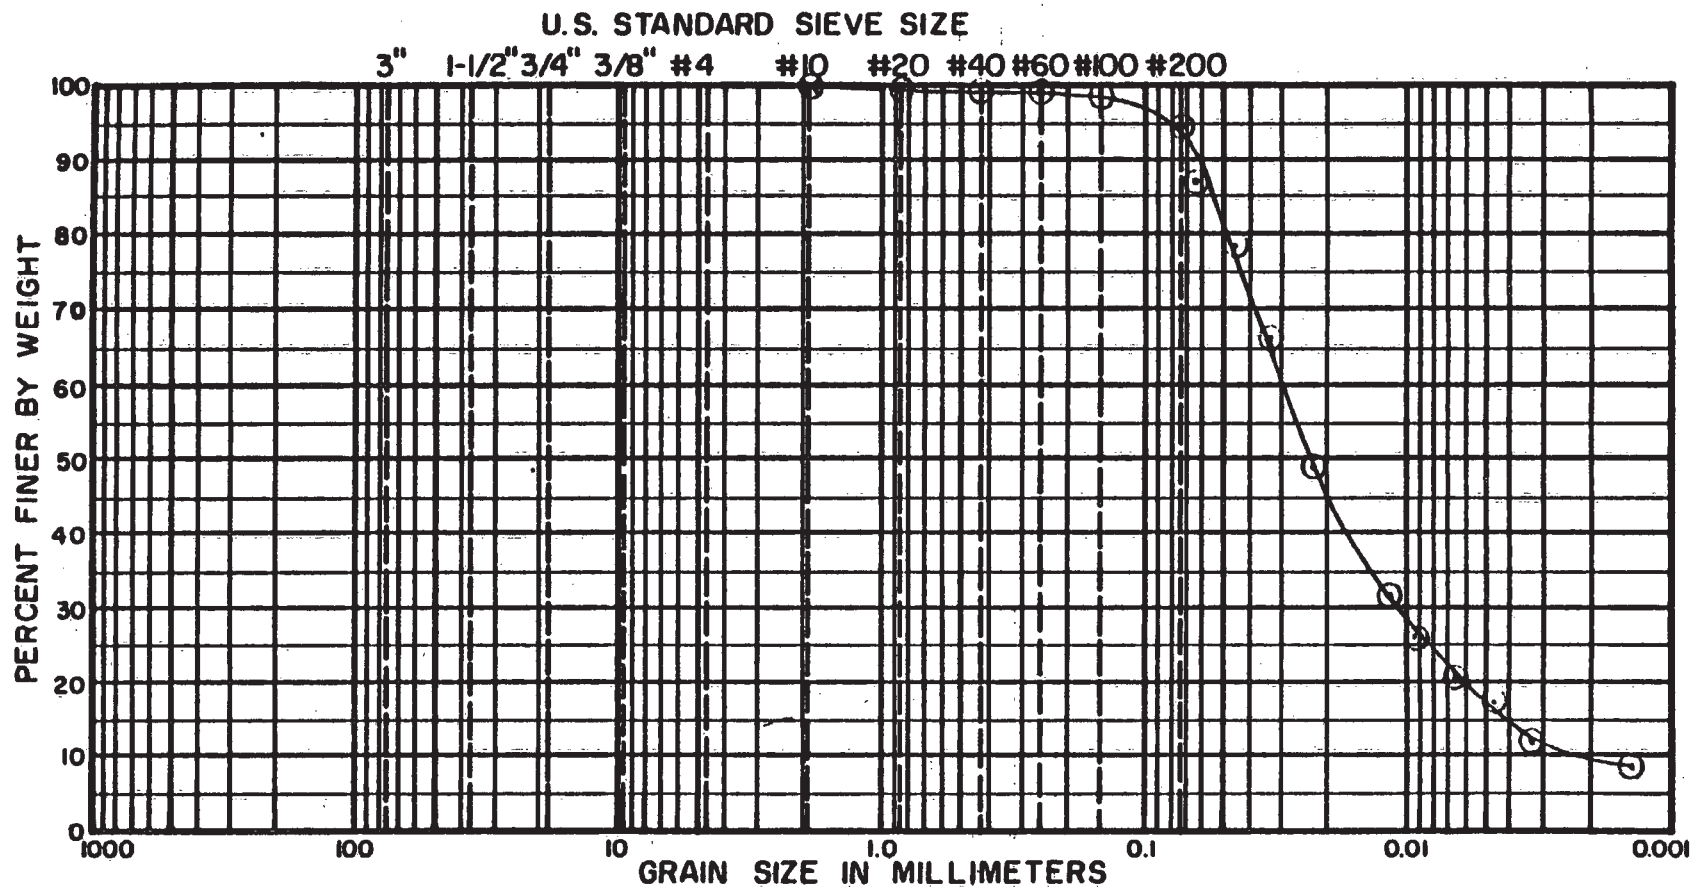 U.S. STANDARD SIEVE SIZE
3" 1-1/2" 3/4" 3/8" #4 #10 #20 #40 #60 #100 #200
100
90
80
70
60
50
40
30
20
10
0
PERCENT FINER BY WEIGHT
1000 100 10 1.0 0.1 0.01 0.001
GRAIN SIZE IN MILLIMETERS